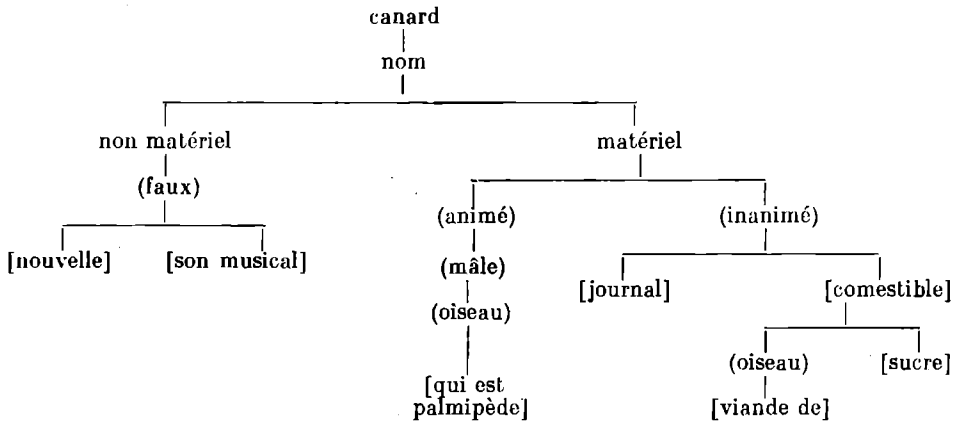 canard
nom
non matériel matériel
(faux)
(animé) (inanimé)
[nouvelle] [son musical] (mâle)
[journal] [comestible]
(oiseau)
(oiseau) [sucre]
[qui est
palmipède] [viande de]